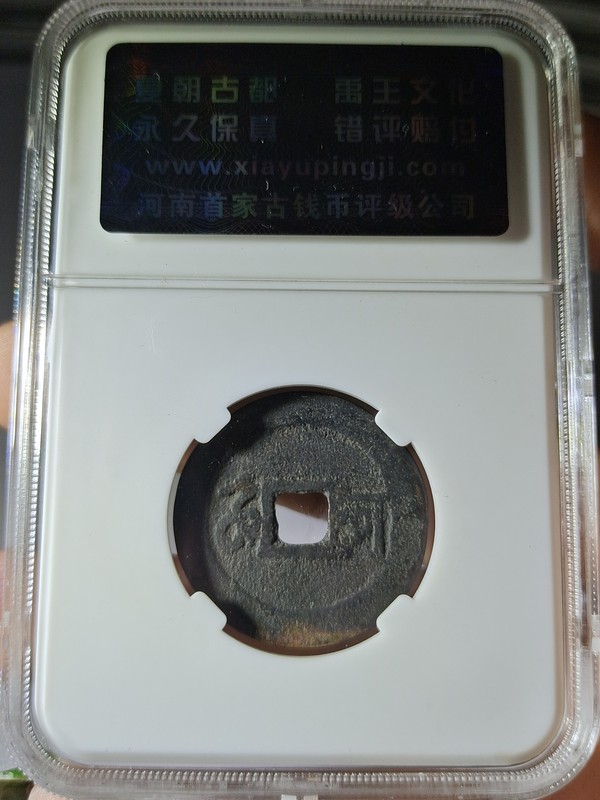 夏朝古都 禹王文化
永久保真 错评赔付
www.xiayupingji.com
河南首家古钱币评级公司